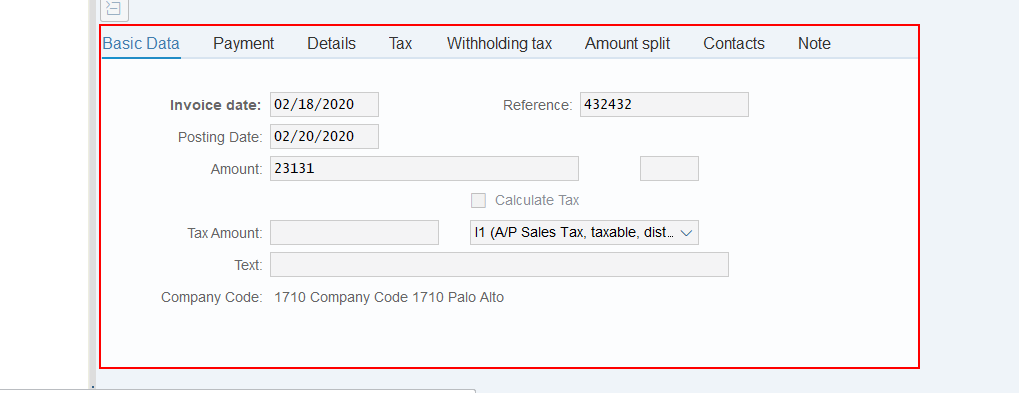 Basic Data Payment Details Tax Withholding tax Amount split Contacts Note
Invoice date: 02/18/2020 Reference: 432432
Posting Date: 02/20/2020
Amount: 23131
Calculate Tax
Tax Amount: I1 (A/P Sales Tax, taxable, dist...
Text:
Company Code: 1710 Company Code 1710 Palo Alto